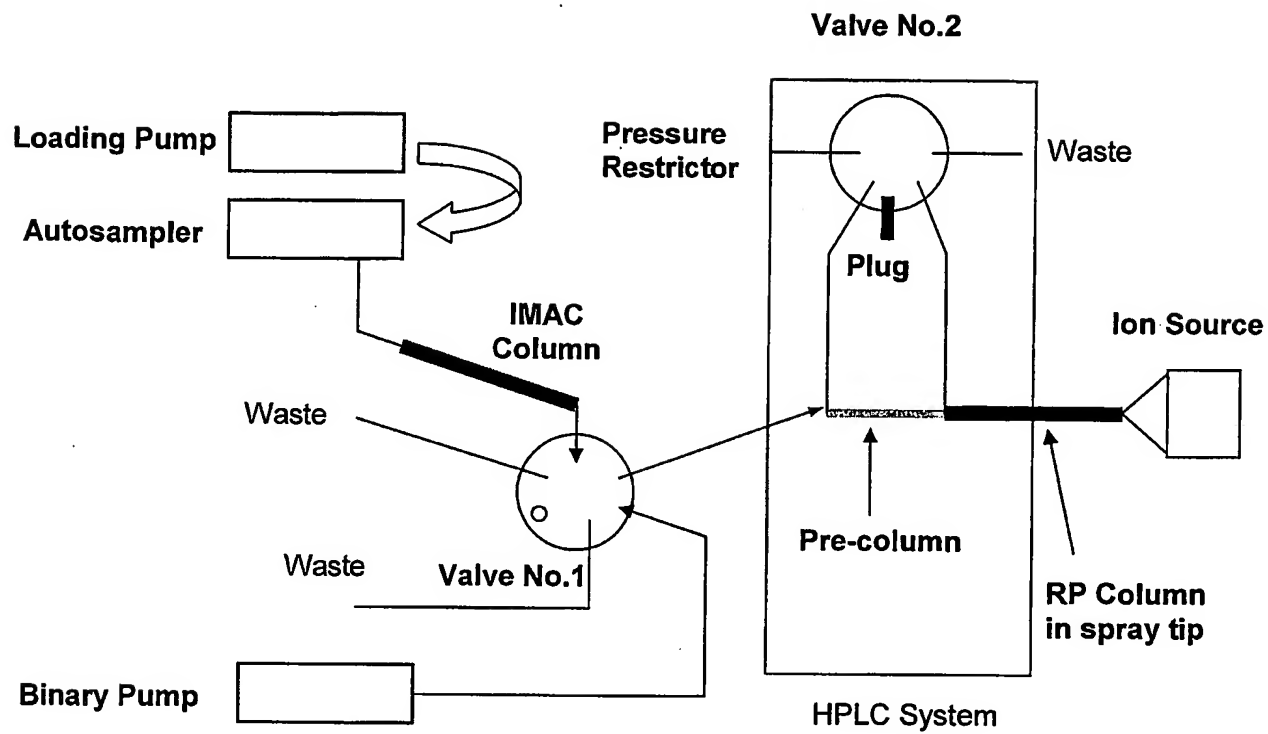 Valve No.2
Loading Pump
Pressure
Restrictor
Waste
Autosampler
Plug
IMAC
Column
Ion Source
Waste
Pre-column
Waste
Valve No.1
RP Column
in spray tip
Binary Pump
HPLC System